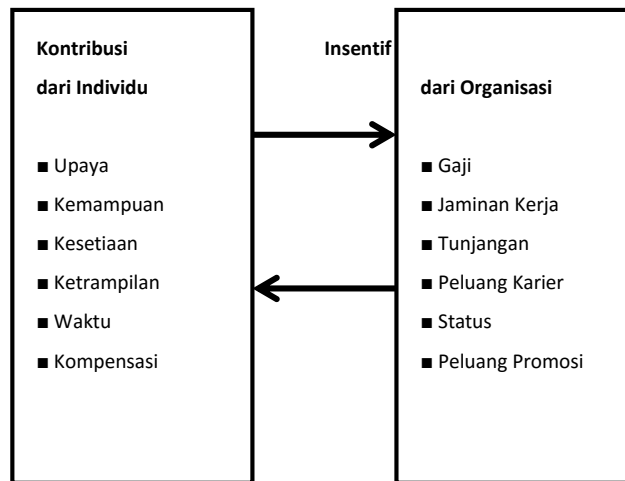 Kontribusi Insentif
dari Individu dari Organisasi
■ Upaya ■ Gaji
■ Kemampuan ■ Jaminan Kerja
■ Kesetiaan ■ Tunjangan
■ Ketrampilan ■ Peluang Karier
■ Waktu ■ Status
■ Kompensasi ■ Peluang Promosi